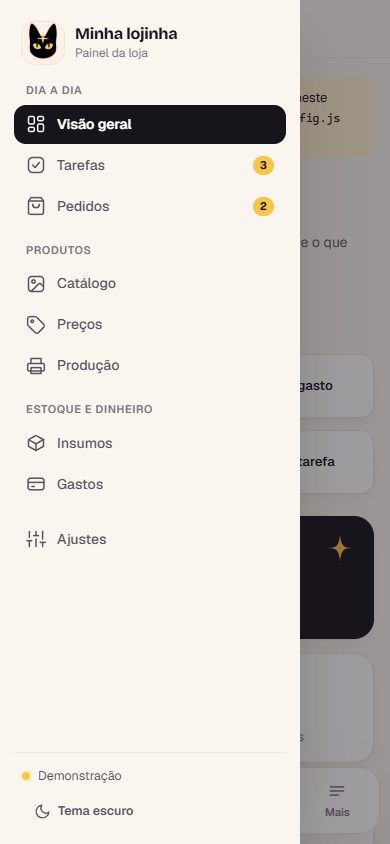 Minha lojinha
Painel da loja
DIA A DIA
Visão geral
Tarefas 3
Pedidos 2
PRODUTOS
Catálogo
Preços
Produção
ESTOQUE E DINHEIRO
Insumos
Gastos
Ajustes
Demonstração
Tema escuro
neste
fig.js
e o que
gasto
tarefa
s
Mais